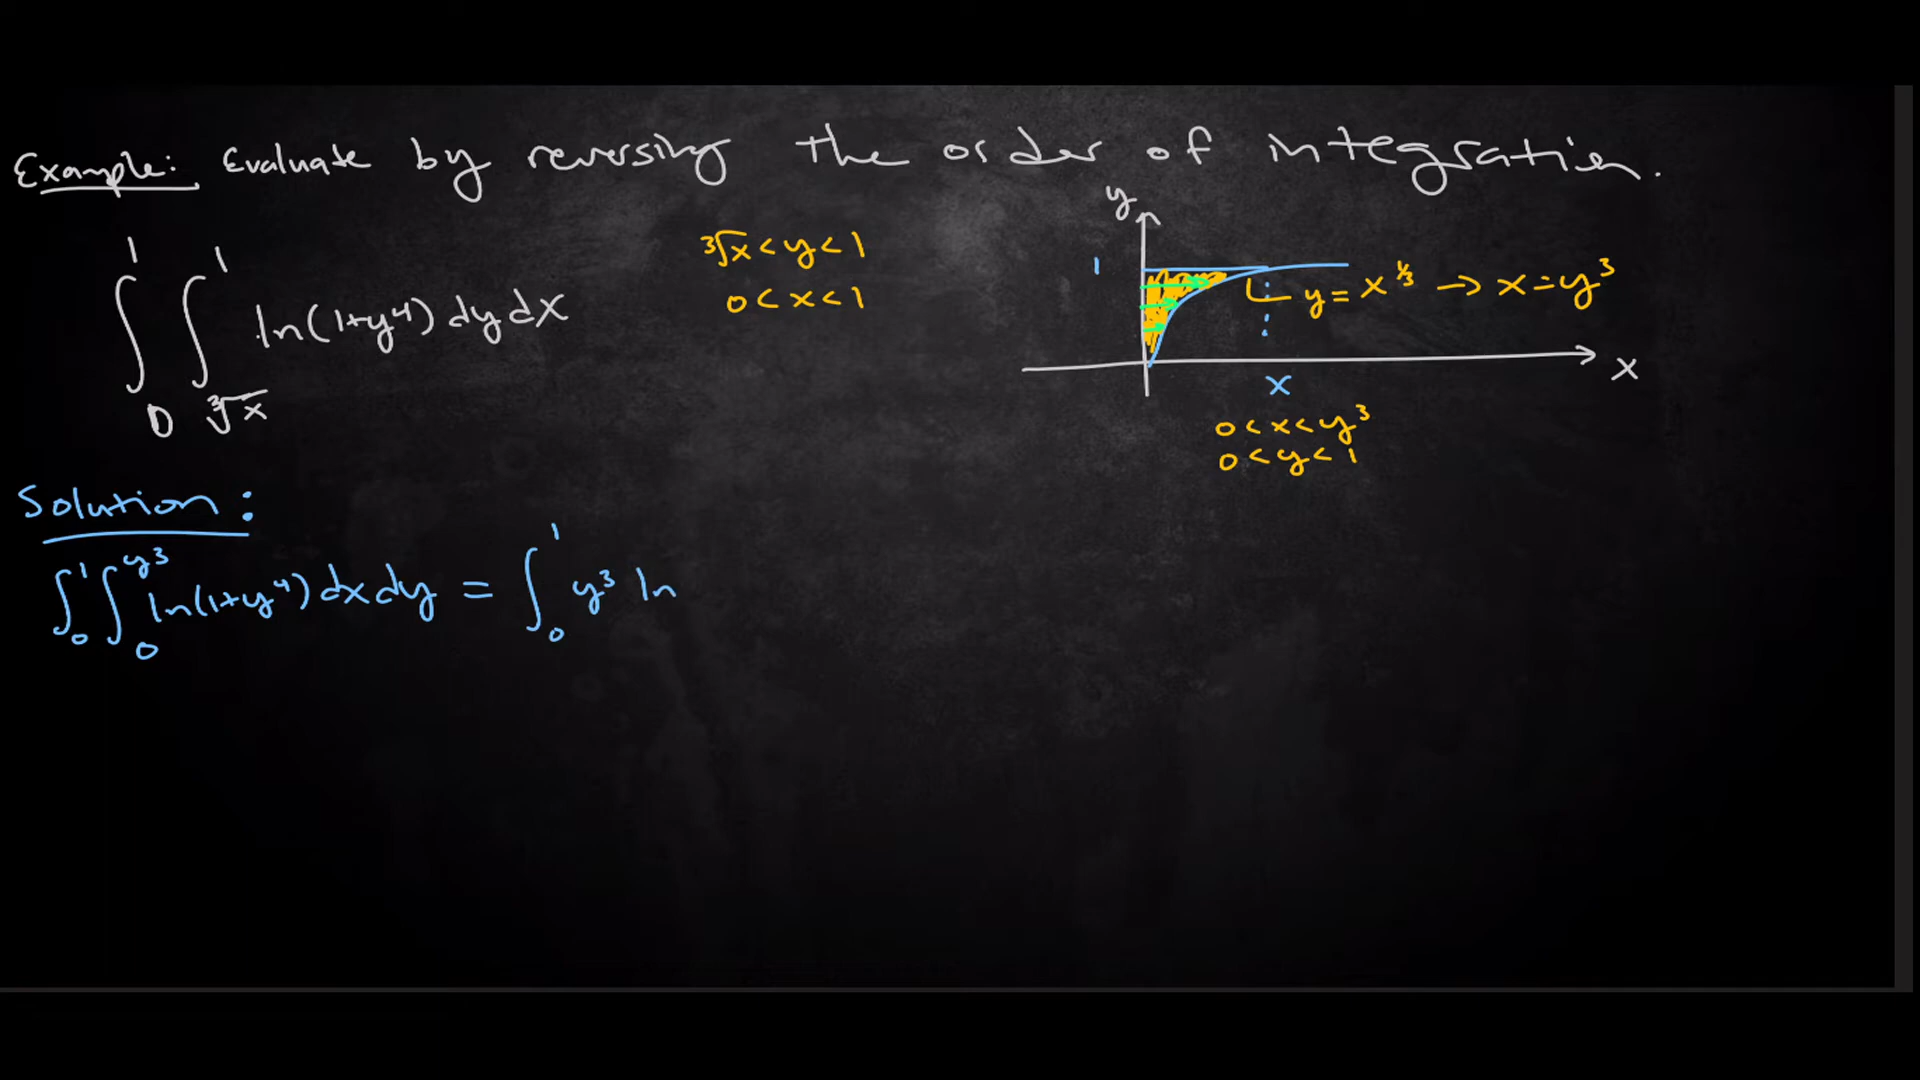 Example: Evaluate by reversing the order of integration.
∫₀¹ ∫_{∛x}^1 ln(1+y⁴) dy dx
∛x < y < 1
0 < x < 1
y
1
y = x^{1/3} → x = y³
x
x
0 < x < y³
0 < y < 1
Solution:
∫₀¹ ∫₀^{y³} ln(1+y⁴) dx dy = ∫₀¹ y³ ln